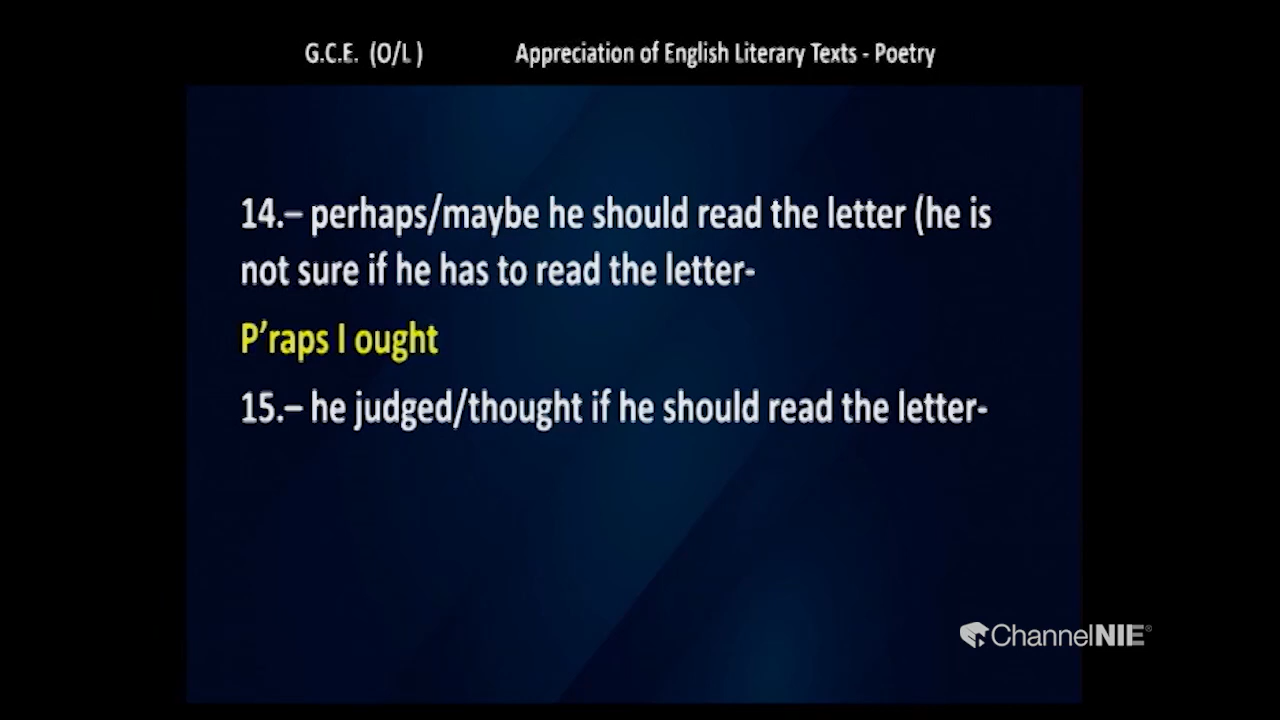 G.C.E. (O/L ) Appreciation of English Literary Texts - Poetry
14.– perhaps/maybe he should read the letter (he is
not sure if he has to read the letter-
P’raps I ought
15.– he judged/thought if he should read the letter-
ChannelNIE®